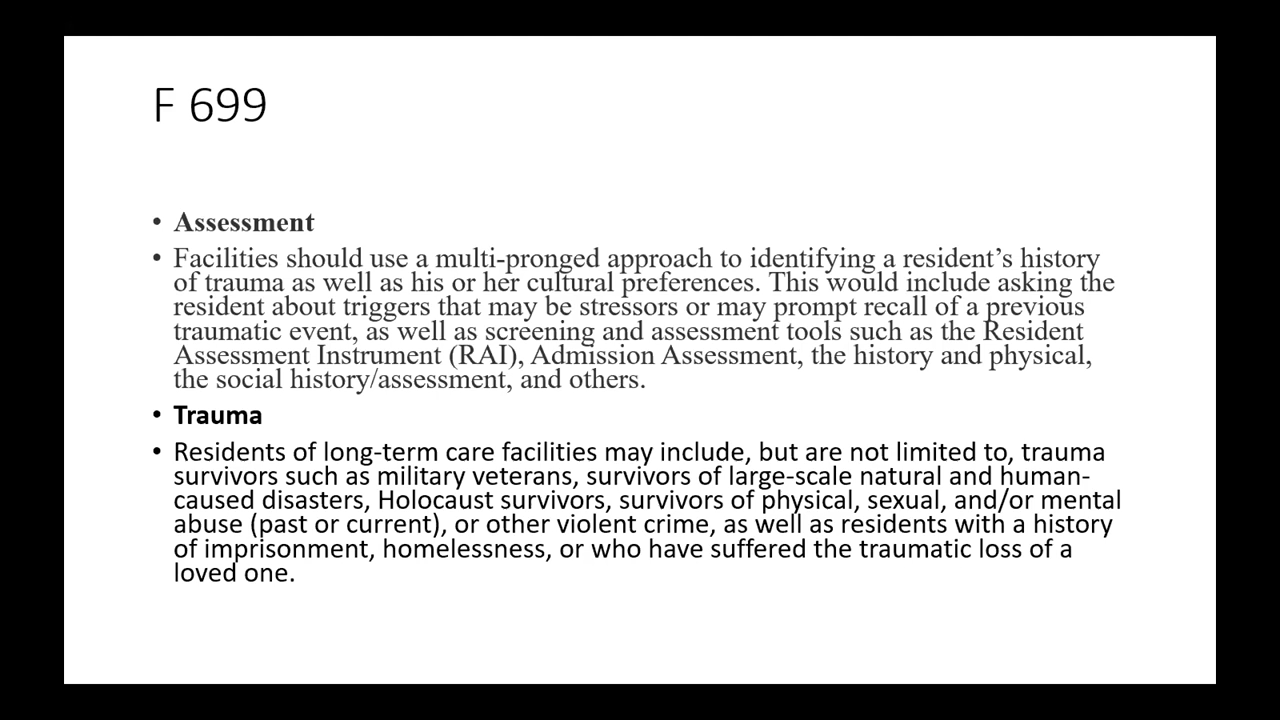 F 699
• Assessment
• Facilities should use a multi-pronged approach to identifying a resident’s history
of trauma as well as his or her cultural preferences. This would include asking the
resident about triggers that may be stressors or may prompt recall of a previous
traumatic event, as well as screening and assessment tools such as the Resident
Assessment Instrument (RAI), Admission Assessment, the history and physical,
the social history/assessment, and others.
• Trauma
• Residents of long-term care facilities may include, but are not limited to, trauma
survivors such as military veterans, survivors of large-scale natural and human-
caused disasters, Holocaust survivors, survivors of physical, sexual, and/or mental
abuse (past or current), or other violent crime, as well as residents with a history
of imprisonment, homelessness, or who have suffered the traumatic loss of a
loved one.